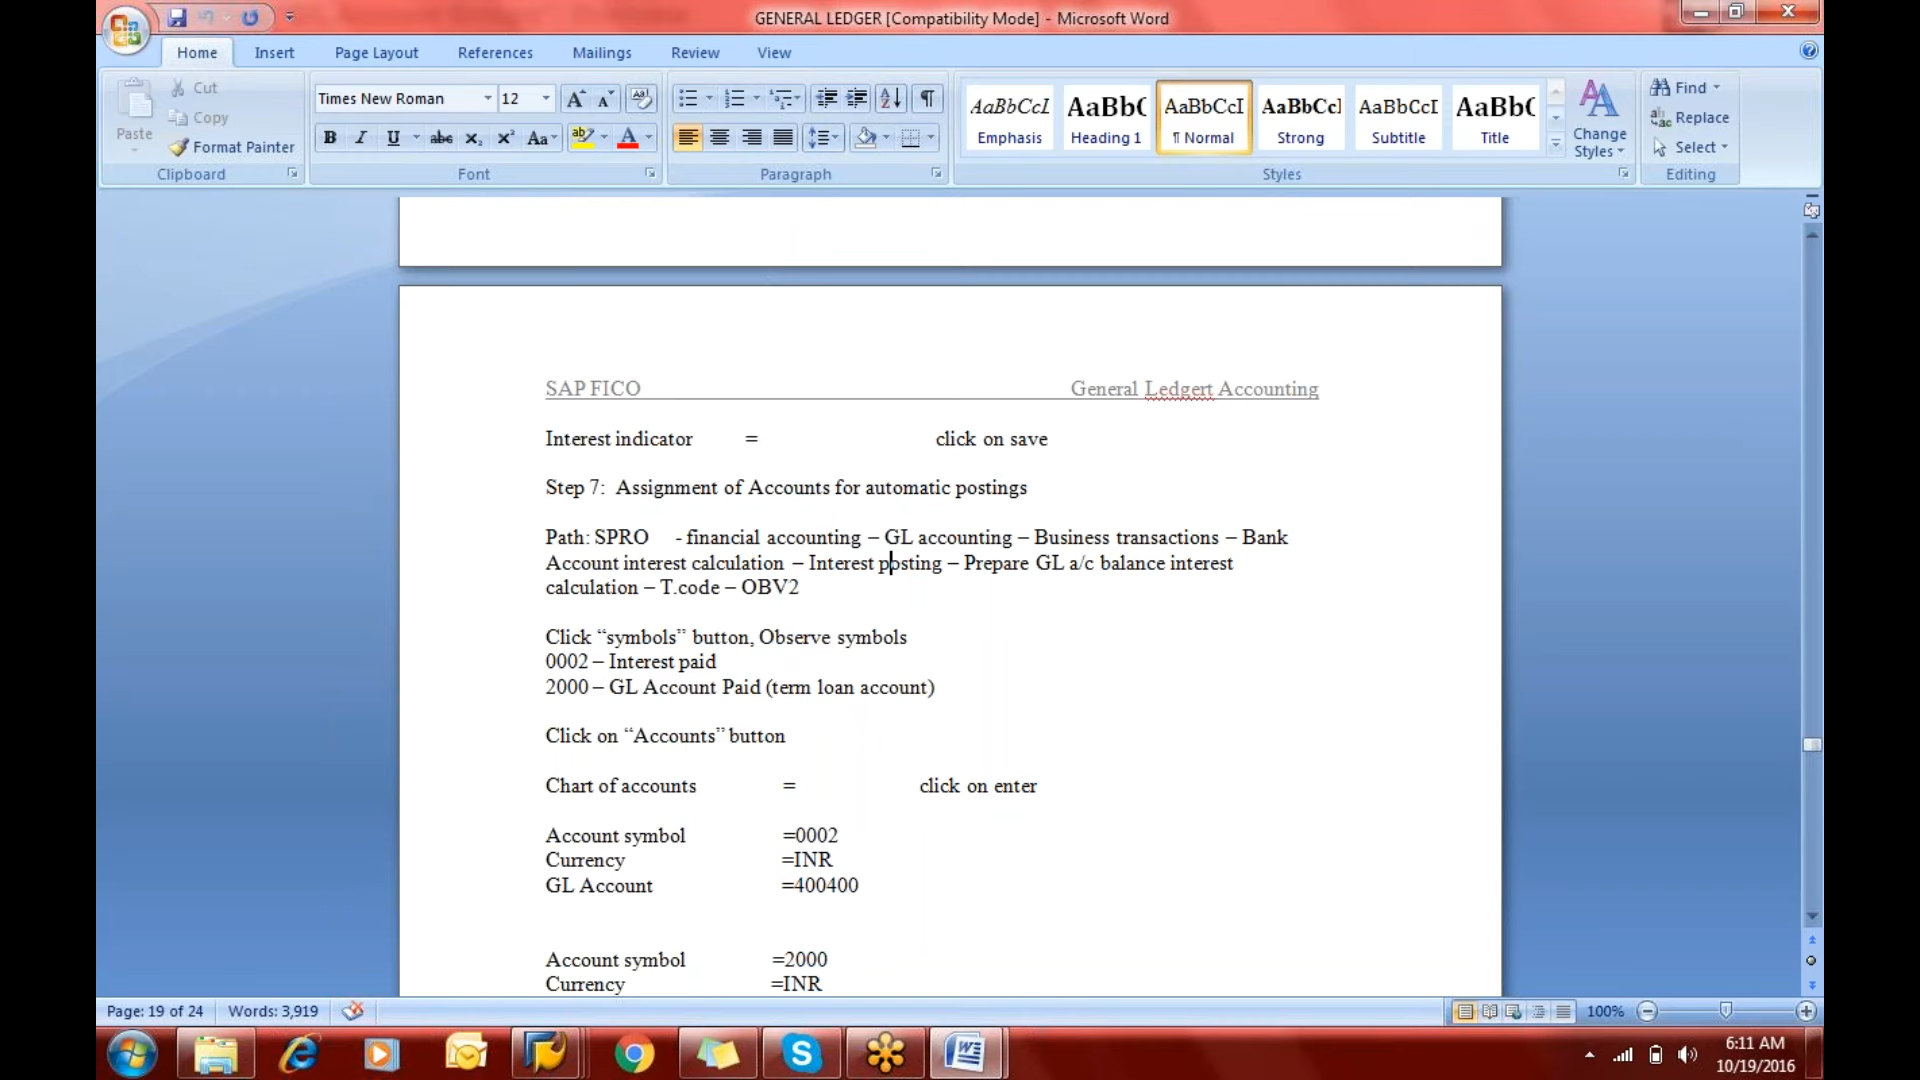 GENERAL LEDGER [Compatibility Mode] - Microsoft Word
Home Insert Page Layout References Mailings Review View
Paste
Cut
Copy
Format Painter
Clipboard
Times New Roman 12
Font
Paragraph
AaBbCcI AaBbC AaBbCcI AaBbCcI AaBbCcI AaBbC
Emphasis Heading 1 ¶ Normal Strong Subtitle Title
Change Styles
Styles
Find
Replace
Select
Editing
SAP FICO General Ledgert Accounting
Interest indicator = click on save
Step 7: Assignment of Accounts for automatic postings
Path: SPRO - financial accounting – GL accounting – Business transactions – Bank
Account interest calculation – Interest posting – Prepare GL a/c balance interest
calculation – T.code – OBV2
Click “symbols” button, Observe symbols
0002 – Interest paid
2000 – GL Account Paid (term loan account)
Click on “Accounts” button
Chart of accounts = click on enter
Account symbol =0002
Currency =INR
GL Account =400400
Account symbol =2000
Currency =INR
Page: 19 of 24 Words: 3,919 100%
6:11 AM
10/19/2016